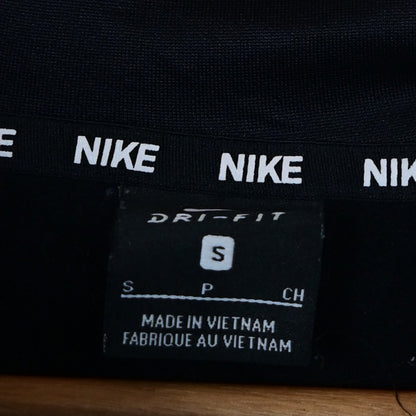 E NIKE NIKE NIKE
DRI-FIT
S
S P CH
MADE IN VIETNAM
FABRIQUE AU VIETNAM